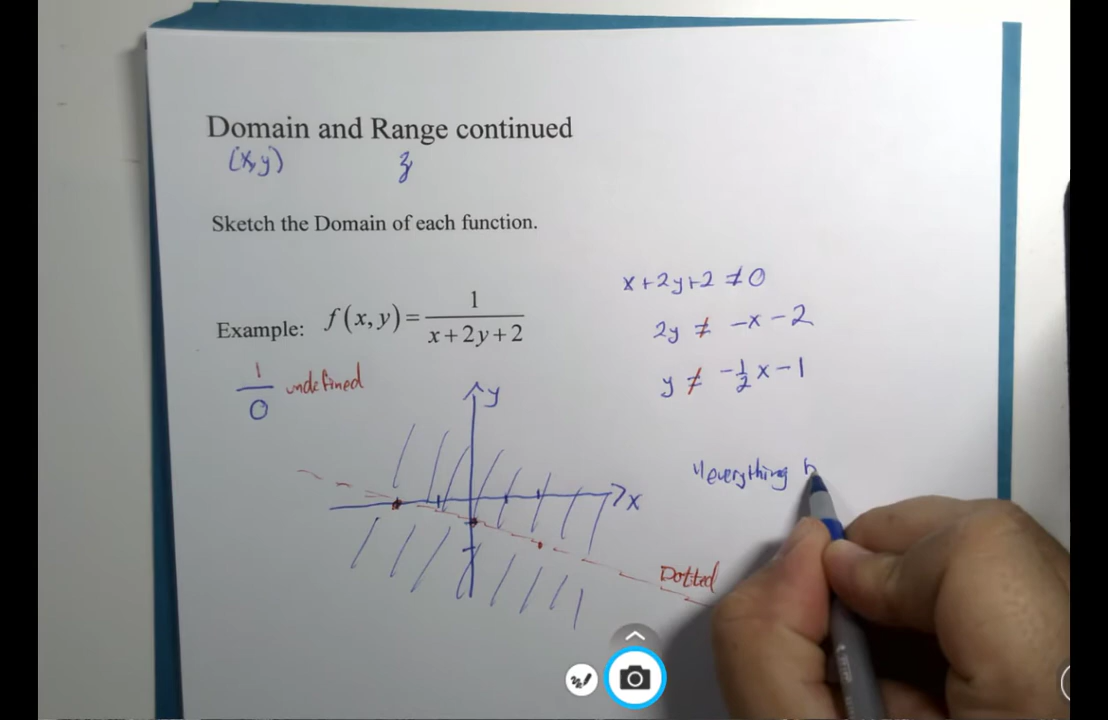 Domain and Range continued
(x,y) z
Sketch the Domain of each function.
x+2y+2 ≠ 0
Example: f(x,y) = 1/(x+2y+2)
2y ≠ -x - 2
y ≠ -1/2 x - 1
1/0 undefined
y
"everything
x
Dotted